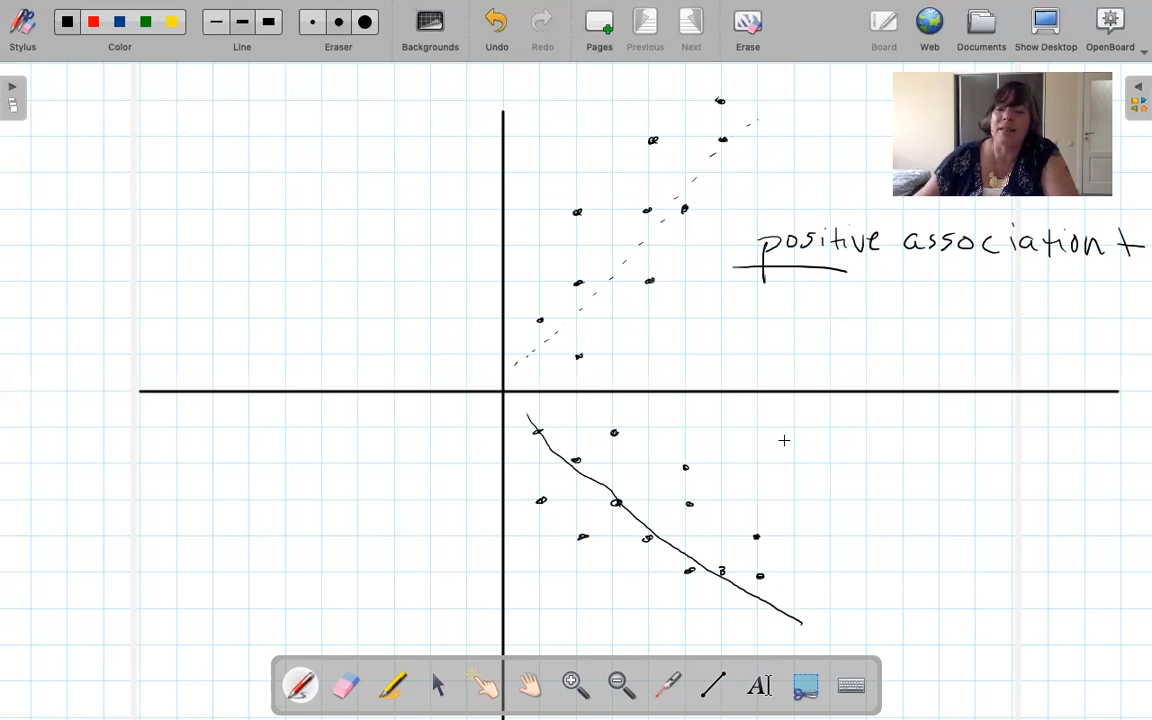 Stylus Color Line Eraser Backgrounds Undo Redo Pages Previous Next Erase Board Web Documents Show Desktop OpenBoard
positive association +
AI